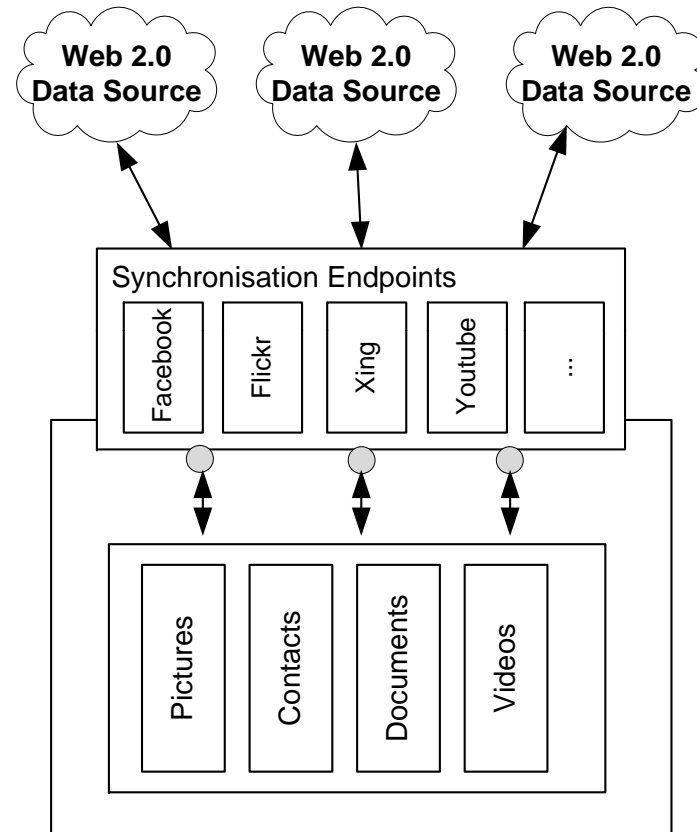 Web 2.0
Data Source
Web 2.0
Data Source
Web 2.0
Data Source
Synchronisation Endpoints
Facebook
Flickr
Xing
Youtube
...
Pictures
Contacts
Documents
Videos